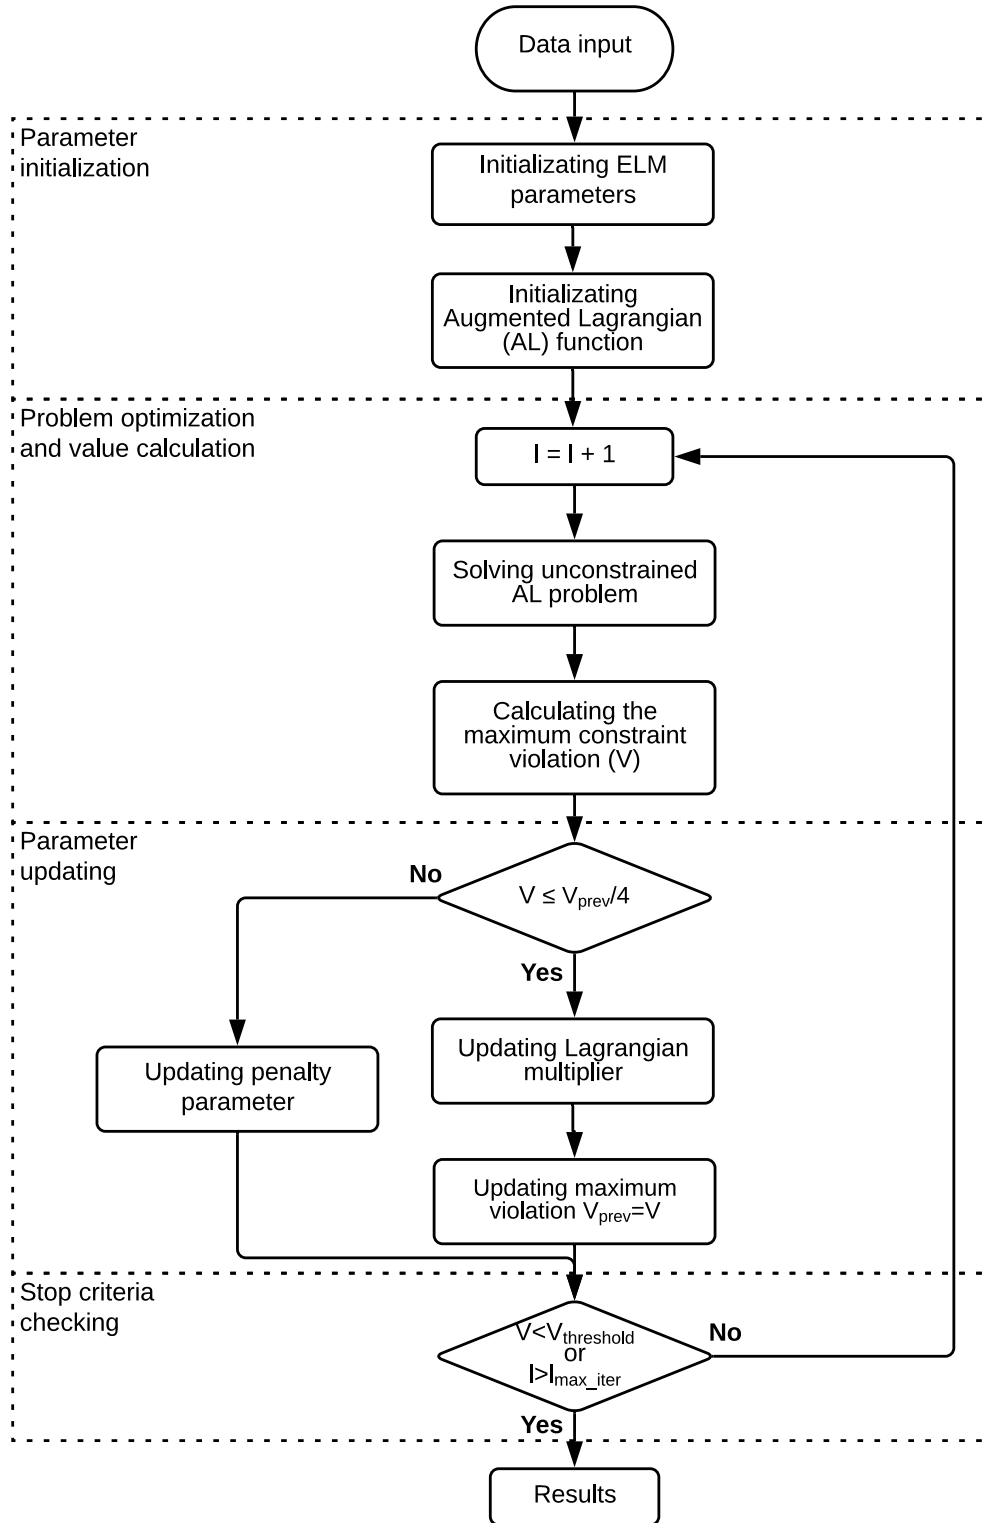 Data input
Parameter
initialization
Initializating ELM
parameters
Initializating
Augmented Lagrangian
(AL) function
Problem optimization
and value calculation
I = I + 1
Solving unconstrained
AL problem
Calculating the
maximum constraint
violation (V)
Parameter
updating
No
V ≤ Vprev/4
Yes
Updating penalty
parameter
Updating Lagrangian
multiplier
Updating maximum
violation Vprev=V
Stop criteria
checking
V<Vthreshold
or
I>Imax_iter
No
Yes
Results